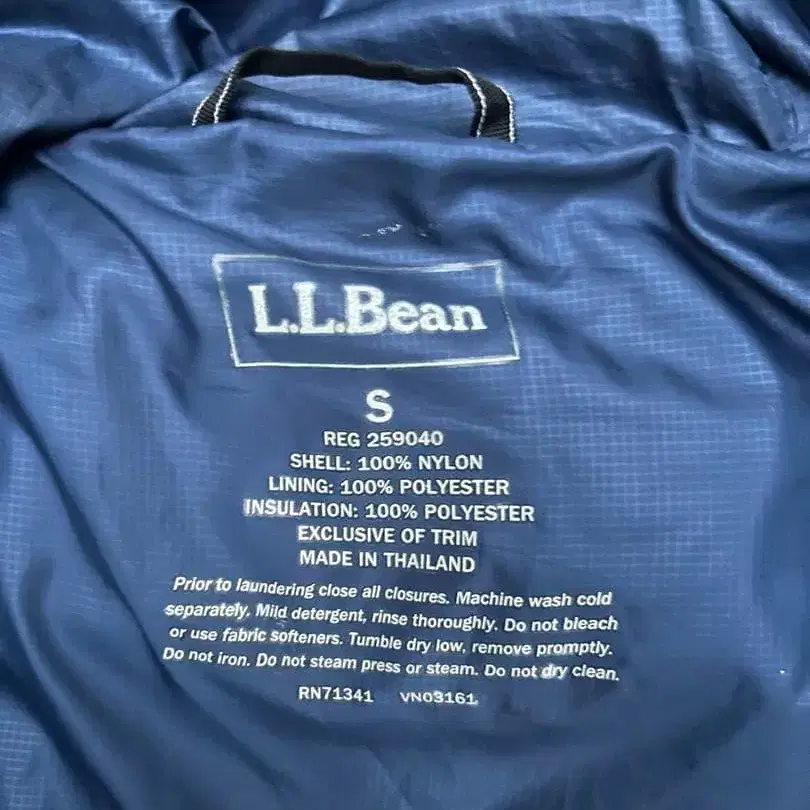 L.L.Bean
S
REG 259040
SHELL: 100% NYLON
LINING: 100% POLYESTER
INSULATION: 100% POLYESTER
EXCLUSIVE OF TRIM
MADE IN THAILAND
Prior to laundering close all closures. Machine wash cold
separately. Mild detergent, rinse thoroughly. Do not bleach
or use fabric softeners. Tumble dry low, remove promptly.
Do not iron. Do not steam press or steam. Do not dry clean.
RN71341 VN03161